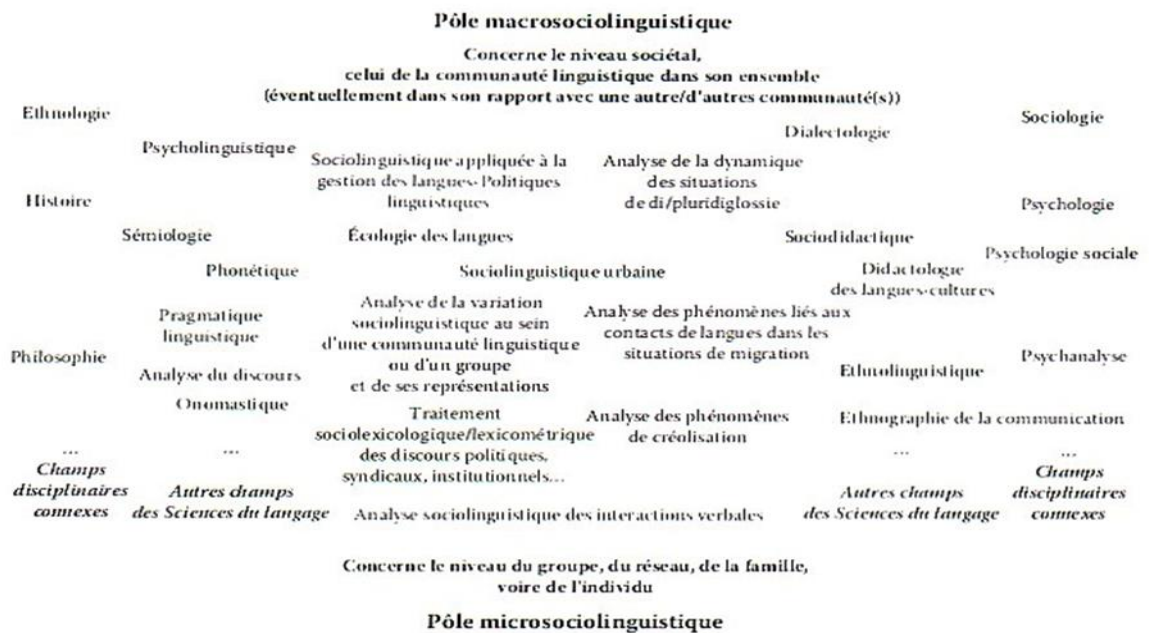 Pôle macrosociolinguistique
Concerne le niveau sociétal,
celui de la communauté linguistique dans son ensemble
(éventuellement dans son rapport avec une autre/d'autres communauté(s))
Ethnologie
Sociologie
Dialectologie
Psycholinguistique
Sociolinguistique appliquée à la
gestion des langues-Politiques
linguistiques
Analyse de la dynamique
des situations
de di/pluridiglossie
Histoire
Psychologie
Sémiologie
Écologie des langues
Sociodidactique
Psychologie sociale
Phonétique
Sociolinguistique urbaine
Didactologie
des langues-cultures
Pragmatique
linguistique
Analyse de la variation
sociolinguistique au sein
d'une communauté linguistique
ou d'un groupe
et de ses représentations
Analyse des phénomènes liés aux
contacts de langues dans les
situations de migration
Philosophie
Psychanalyse
Analyse du discours
Ethnolinguistique
Onomastique
Traitement
sociolexicologique/lexicométrique
des discours politiques,
syndicaux, institutionnels...
Analyse des phénomènes
de créolisation
Ethnographie de la communication
...
...
...
...
Champs
disciplinaires
connexes
Autres champs
des Sciences du langage
Autres champs
des Sciences du langage
Champs
disciplinaires
connexes
Analyse sociolinguistique des interactions verbales
Concerne le niveau du groupe, du réseau, de la famille,
voire de l'individu
Pôle microsociolinguistique